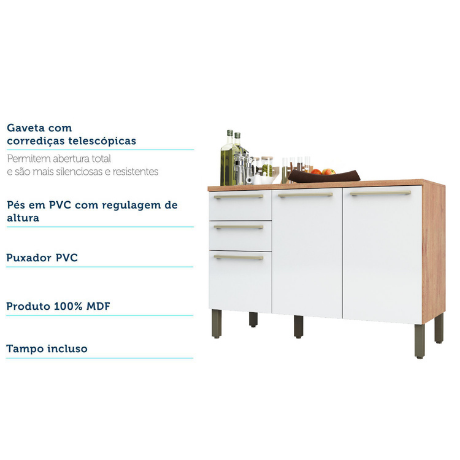 Gaveta com
corrediças telescópicas
Permitem abertura total
e são mais silenciosas e resistentes
Pés em PVC com regulagem de
altura
Puxador PVC
Produto 100% MDF
Tampo incluso